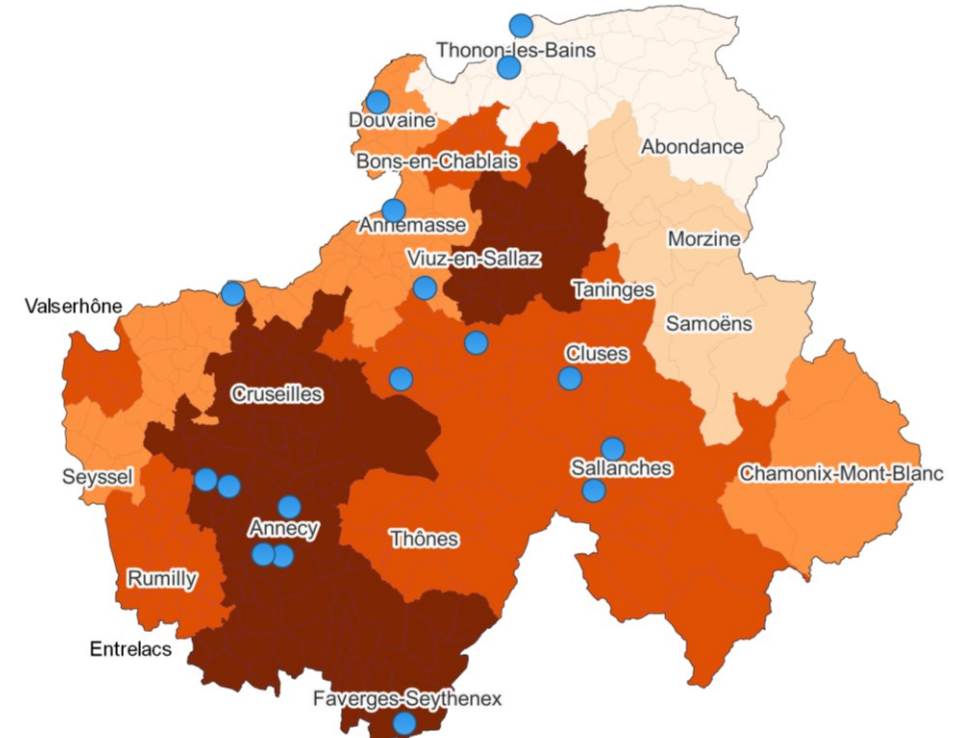 Thonon-les-Bains
Douvaine
Abondance
Bons-en-Chablais
Annemasse
Morzine
Viuz-en-Sallaz
Taninges
Valserhône
Samoëns
Cluses
Cruseilles
Sallanches
Seyssel
Chamonix-Mont-Blanc
Annecy
Thônes
Rumilly
Entrelacs
Faverges-Seythenex